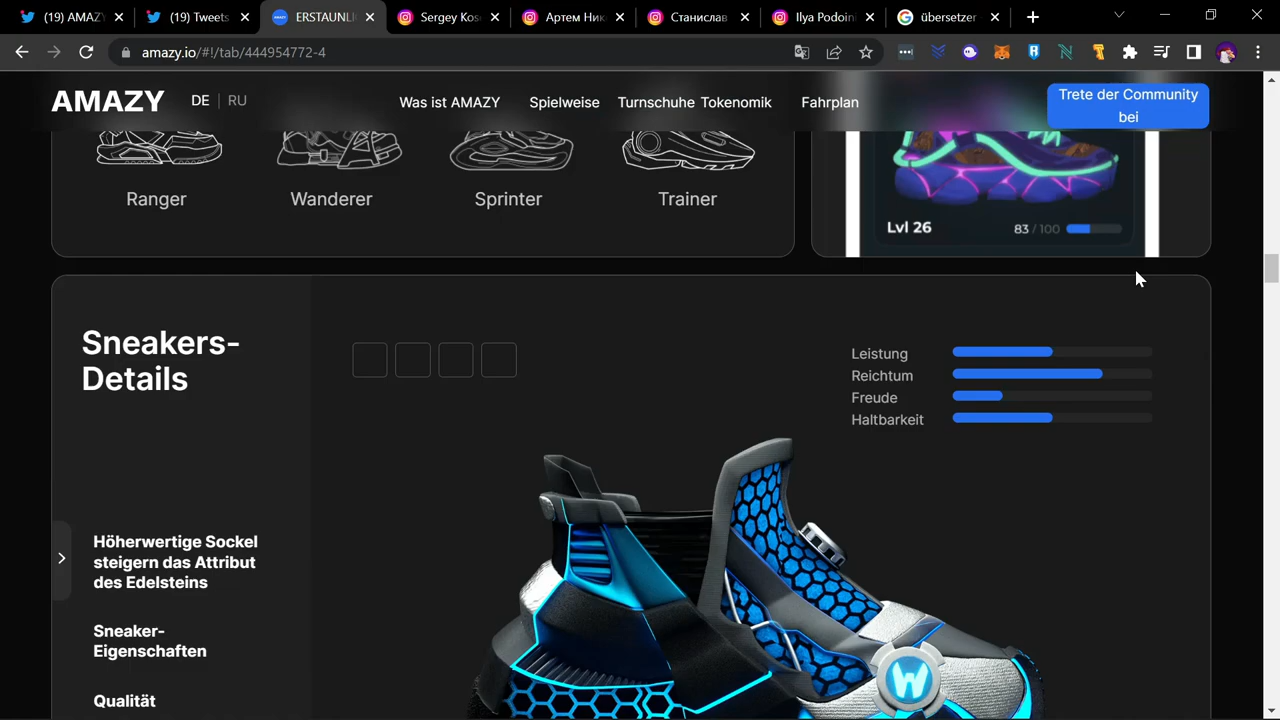 (19) AMAZY
(19) Tweets
ERSTAUNLI
Sergey Kos
Артем Ник
Станислав
Ilya Podoin
übersetzer
amazy.io/#!/tab/444954772-4
AMAZY
DE | RU
Was ist AMAZY
Spielweise
Turnschuhe
Tokenomik
Fahrplan
Trete der Community
bei
Ranger
Wanderer
Sprinter
Trainer
Lvl 26
83 / 100
Sneakers-
Details
Leistung
Reichtum
Freude
Haltbarkeit
Höherwertige Sockel
steigern das Attribut
des Edelsteins
Sneaker-
Eigenschaften
Qualität
W